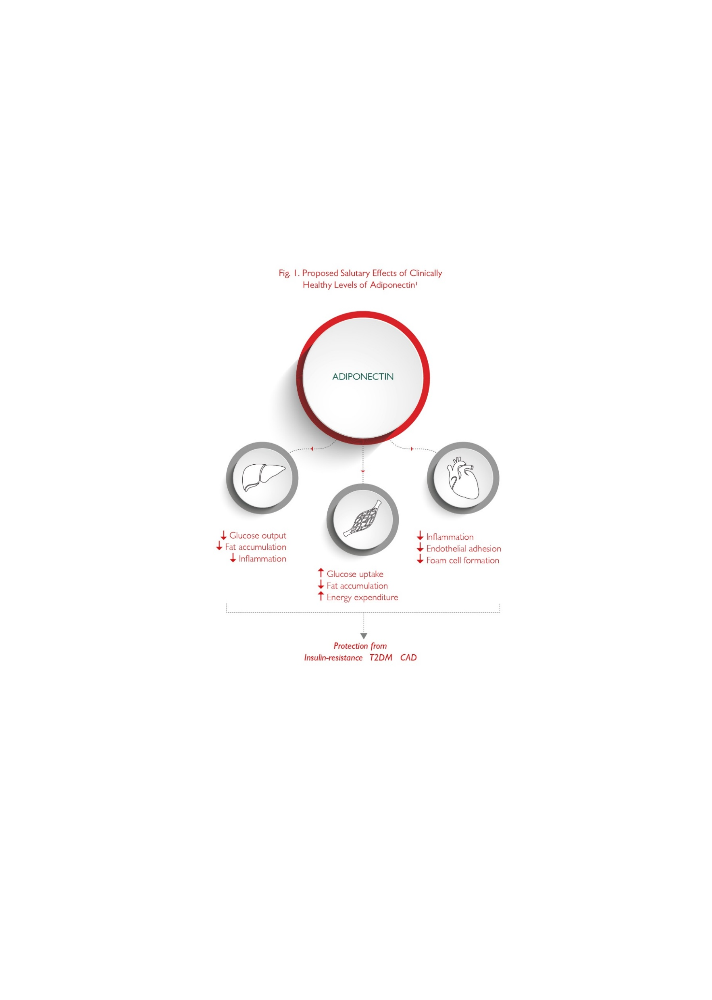 Fig. 1. Proposed Salutary Effects of Clinically
Healthy Levels of Adiponectin¹
ADIPONECTIN
↓ Glucose output
↓ Fat accumulation
↓ Inflammation
↑ Glucose uptake
↓ Fat accumulation
↑ Energy expenditure
↓ Inflammation
↓ Endothelial adhesion
↓ Foam cell formation
Protection from
Insulin-resistance T2DM CAD